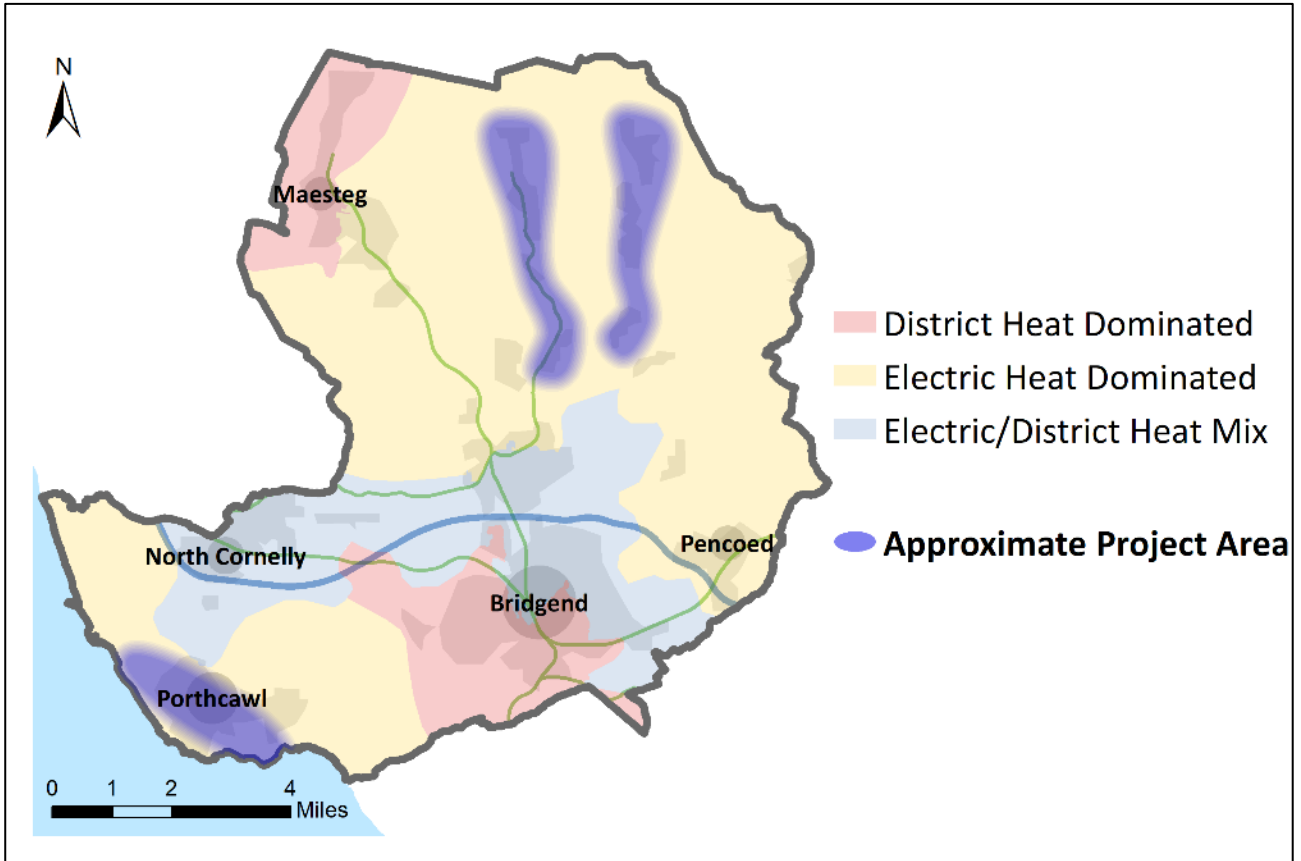 N
Maesteg
District Heat Dominated
Electric Heat Dominated
Electric/District Heat Mix
Approximate Project Area
North Cornelly
Pencoed
Bridgend
Porthcawl
0 1 2 4
Miles